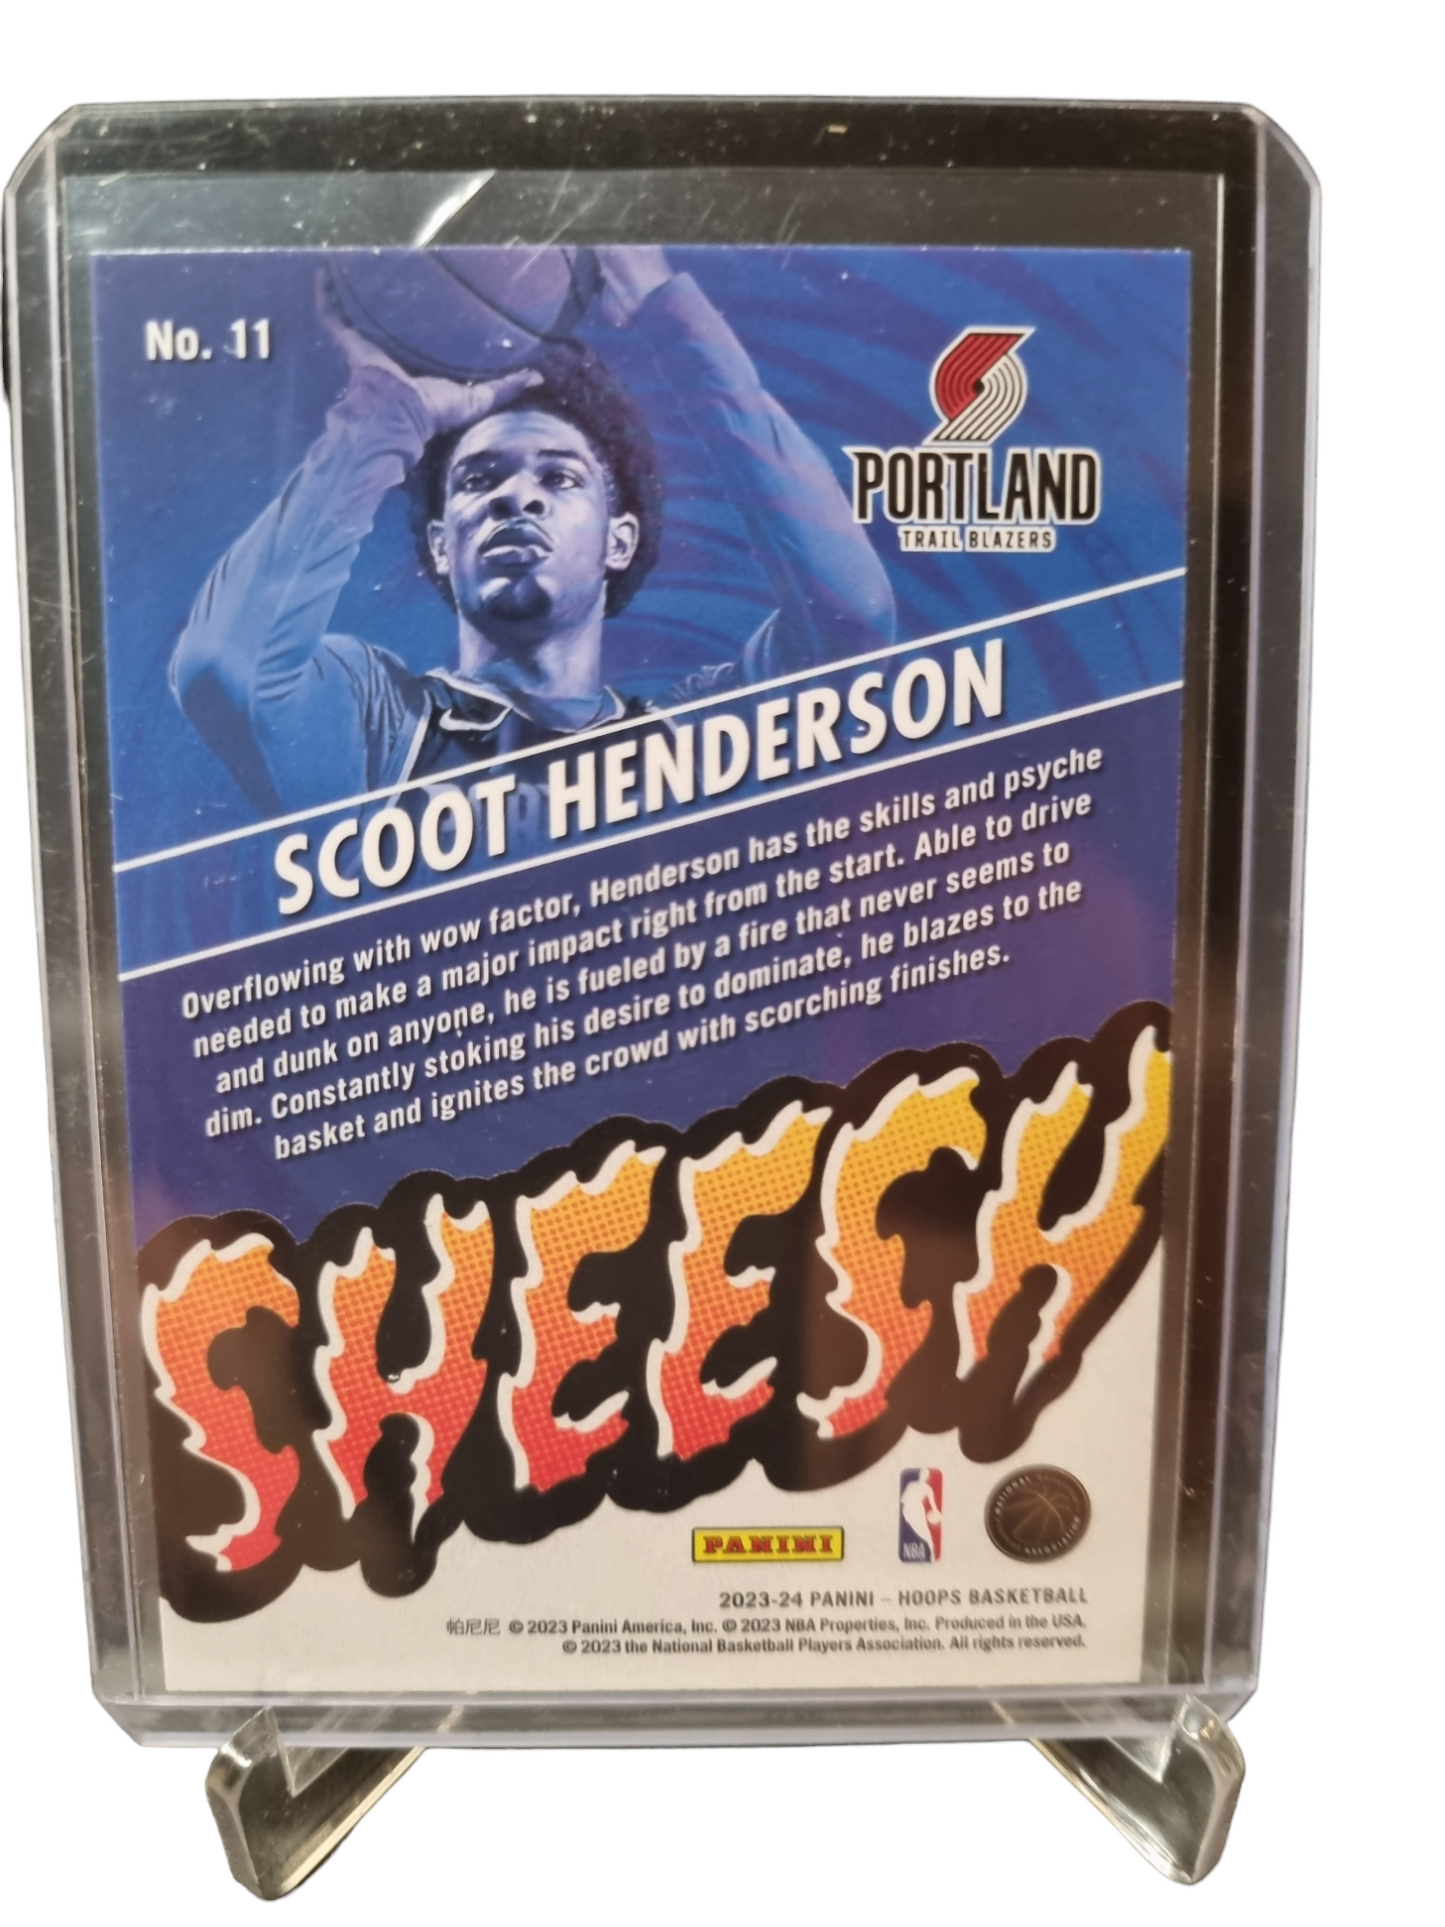 No. 11
PORTLAND
TRAIL BLAZERS
SCOOT HENDERSON
Overflowing with wow factor, Henderson has the skills and psyche
needed to make a major impact right from the start. Able to drive
and dunk on anyone, he is fueled by a fire that never seems to
dim. Constantly stoking his desire to dominate, he blazes to the
basket and ignites the crowd with scorching finishes.
SHEESH
PANINI
NBA
NATIONAL BASKETBALL
ASSOCIATION
2023-24 PANINI – HOOPS BASKETBALL
帕尼尼 © 2023 Panini America, Inc. © 2023 NBA Properties, Inc. Produced in the USA.
© 2023 the National Basketball Players Association. All rights reserved.